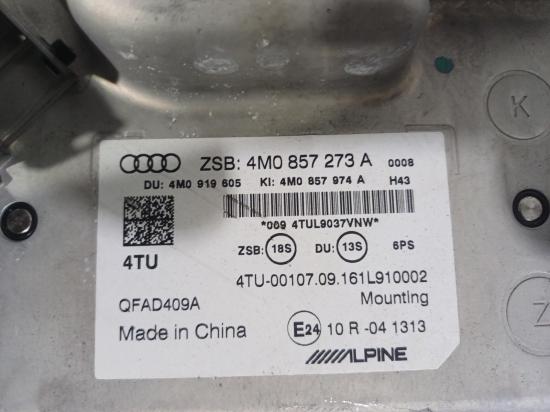 ZSB: 4M0 857 273 A 0008
DU: 4M0 919 605 KI: 4M0 857 974 A H43
*009 4TUL9037VNW*
4TU
ZSB: 18S DU: 13S 6PS
4TU-00107.09.161L910002
QFAD409A Mounting
Made in China E24 10 R -04 1313
ALPINE
K
Z